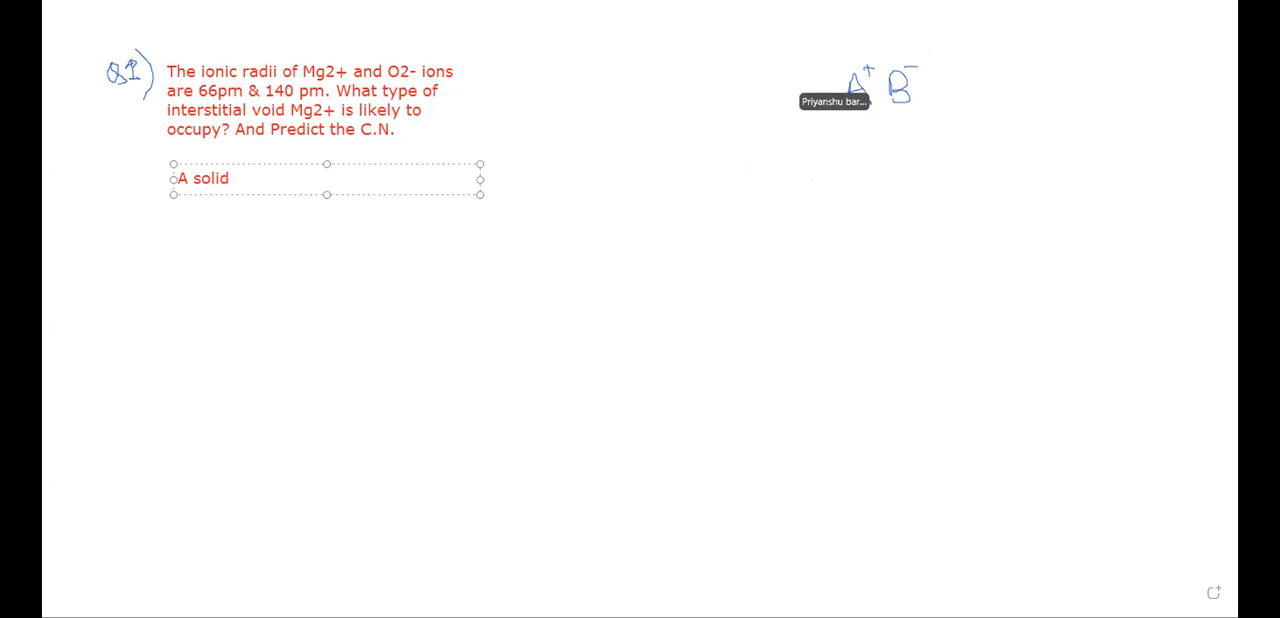 Q1)
The ionic radii of Mg2+ and O2- ions
are 66pm & 140 pm. What type of
interstitial void Mg2+ is likely to
occupy? And Predict the C.N.
A solid
A+ B-
Priyanshu bar...